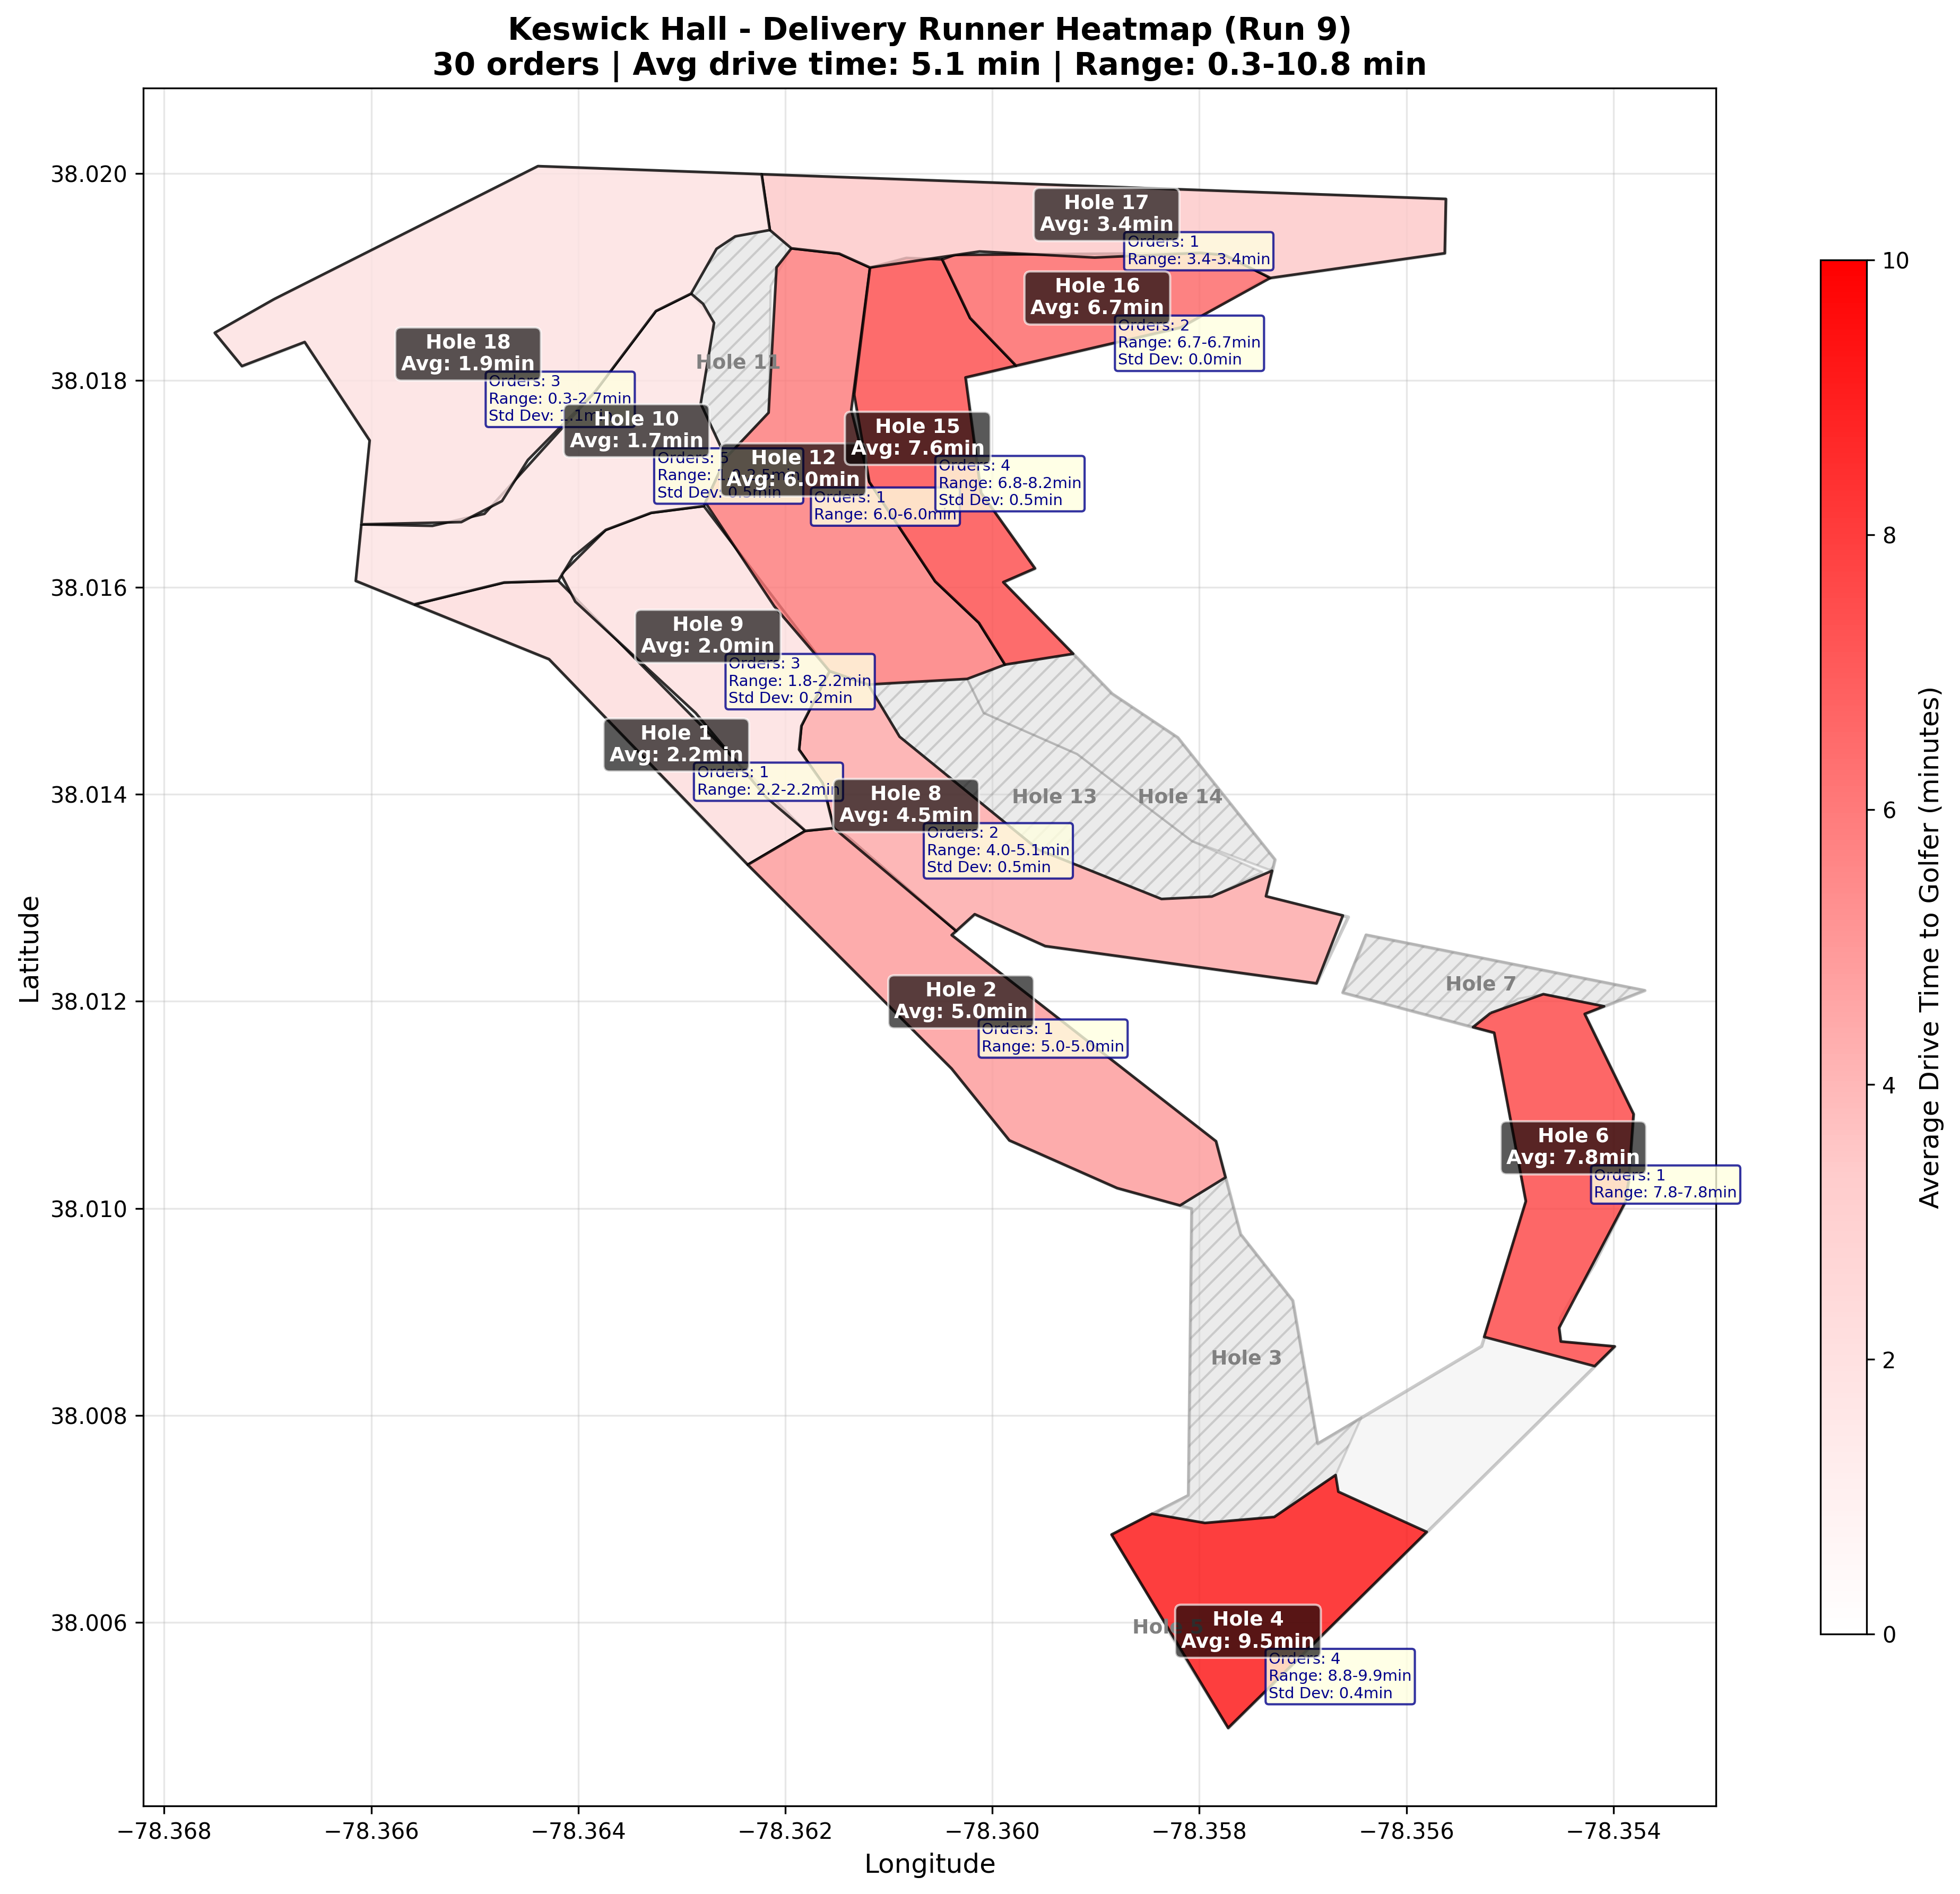 Keswick Hall - Delivery Runner Heatmap (Run 9)
30 orders | Avg drive time: 5.1 min | Range: 0.3-10.8 min
38.020
38.018
38.016
38.014
38.012
38.010
38.008
38.006
Latitude
Hole 17
Avg: 3.4min
Orders: 1
Range: 3.4-3.4min
Hole 16
Avg: 6.7min
Orders: 2
Range: 6.7-6.7min
Std Dev: 0.0min
Hole 18
Avg: 1.9min
Orders: 3
Range: 0.3-2.7min
Std Dev: 1.1min
Hole 11
Hole 10
Avg: 1.7min
Orders: 5
Range:
Std Dev: 0.5min
Hole 12
Avg: 6.0min
Orders: 1
Range: 6.0-6.0min
Hole 15
Avg: 7.6min
Orders: 4
Range: 6.8-8.2min
Std Dev: 0.5min
Hole 9
Avg: 2.0min
Orders: 3
Range: 1.8-2.2min
Std Dev: 0.2min
Hole 1
Avg: 2.2min
Orders: 1
Range: 2.2-2.2min
Hole 8
Avg: 4.5min
Orders: 2
Range: 4.0-5.1min
Std Dev: 0.5min
Hole 13
Hole 14
Hole 7
Hole 2
Avg: 5.0min
Orders: 1
Range: 5.0-5.0min
Hole 6
Avg: 7.8min
Orders: 1
Range: 7.8-7.8min
Hole 3
Hole 5
Hole 4
Avg: 9.5min
Orders: 4
Range: 8.8-9.9min
Std Dev: 0.4min
−78.368
−78.366
−78.364
−78.362
−78.360
−78.358
−78.356
−78.354
Longitude
10
8
6
4
2
0
Average Drive Time to Golfer (minutes)